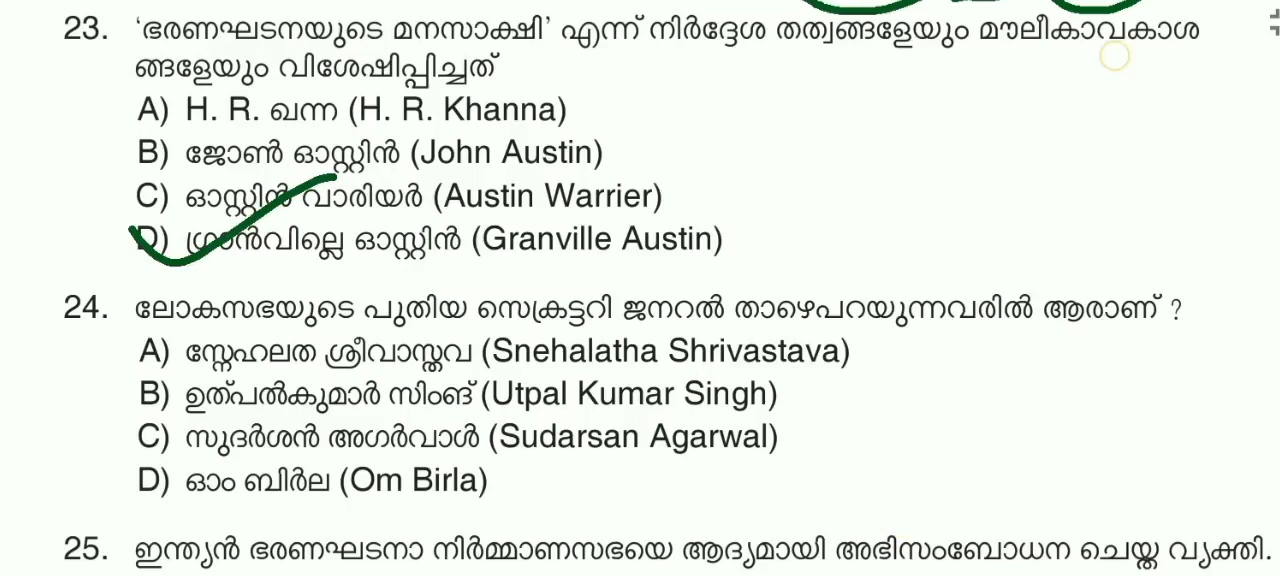 23. ‘ഭരണഘടനയുടെ മനസാക്ഷി’ എന്ന് നിർദ്ദേശ തത്വങ്ങളേയും മൗലീകാവകാശ
ങ്ങളേയും വിശേഷിപ്പിച്ചത്
A) H. R. ഖന്ന (H. R. Khanna)
B) ജോൺ ഓസ്റ്റിൻ (John Austin)
C) ഓസ്റ്റിൻ വാരിയർ (Austin Warrier)
D) ഗ്രാൻവില്ലെ ഓസ്റ്റിൻ (Granville Austin)
24. ലോകസഭയുടെ പുതിയ സെക്രട്ടറി ജനറൽ താഴെപറയുന്നവരിൽ ആരാണ് ?
A) സ്നേഹലത ശ്രീവാസ്തവ (Snehalatha Shrivastava)
B) ഉത്പൽകുമാർ സിംങ് (Utpal Kumar Singh)
C) സുദർശൻ അഗർവാൾ (Sudarsan Agarwal)
D) ഓം ബിർല (Om Birla)
25. ഇന്ത്യൻ ഭരണഘടനാ നിർമ്മാണസഭയെ ആദ്യമായി അഭിസംബോധന ചെയ്ത വ്യക്തി.